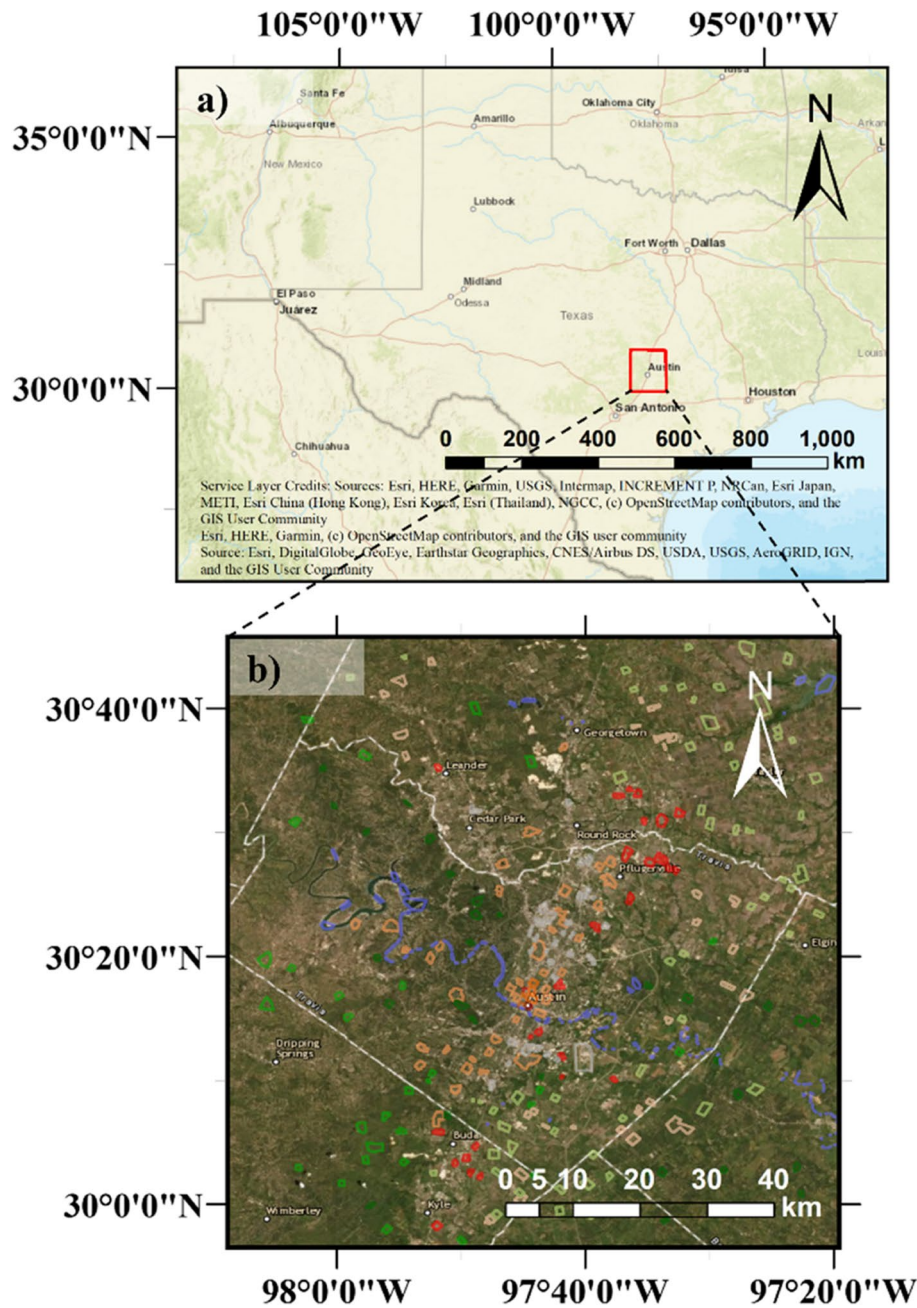 105°0'0"W 100°0'0"W 95°0'0"W
a)
N
35°0'0"N
30°0'0"N
Santa Fe
Albuquerque
New Mexico
Amarillo
Oklahoma City
Oklahoma
Tulsa
Lubbock
Fort Worth
Dallas
Midland
Odessa
El Paso
Juárez
Texas
Austin
Houston
San Antonio
Chihuahua
0 200 400 600 800 1,000
km
Service Layer Credits: Sources: Esri, HERE, Garmin, USGS, Intermap, INCREMENT P, NRCan, Esri Japan,
METI, Esri China (Hong Kong), Esri Korea, Esri (Thailand), NGCC, (c) OpenStreetMap contributors, and the
GIS User Community
Esri, HERE, Garmin, (c) OpenStreetMap contributors, and the GIS user community
Source: Esri, DigitalGlobe, GeoEye, Earthstar Geographics, CNES/Airbus DS, USDA, USGS, AeroGRID, IGN,
and the GIS User Community
b)
N
30°40'0"N
30°20'0"N
30°0'0"N
Georgetown
Leander
Cedar Park
Round Rock
Travis
Pflugerville
Elgin
Austin
Travis
Dripping
Springs
Buda
Kyle
Wimberley
0 5 10 20 30 40
km
98°0'0"W 97°40'0"W 97°20'0"W